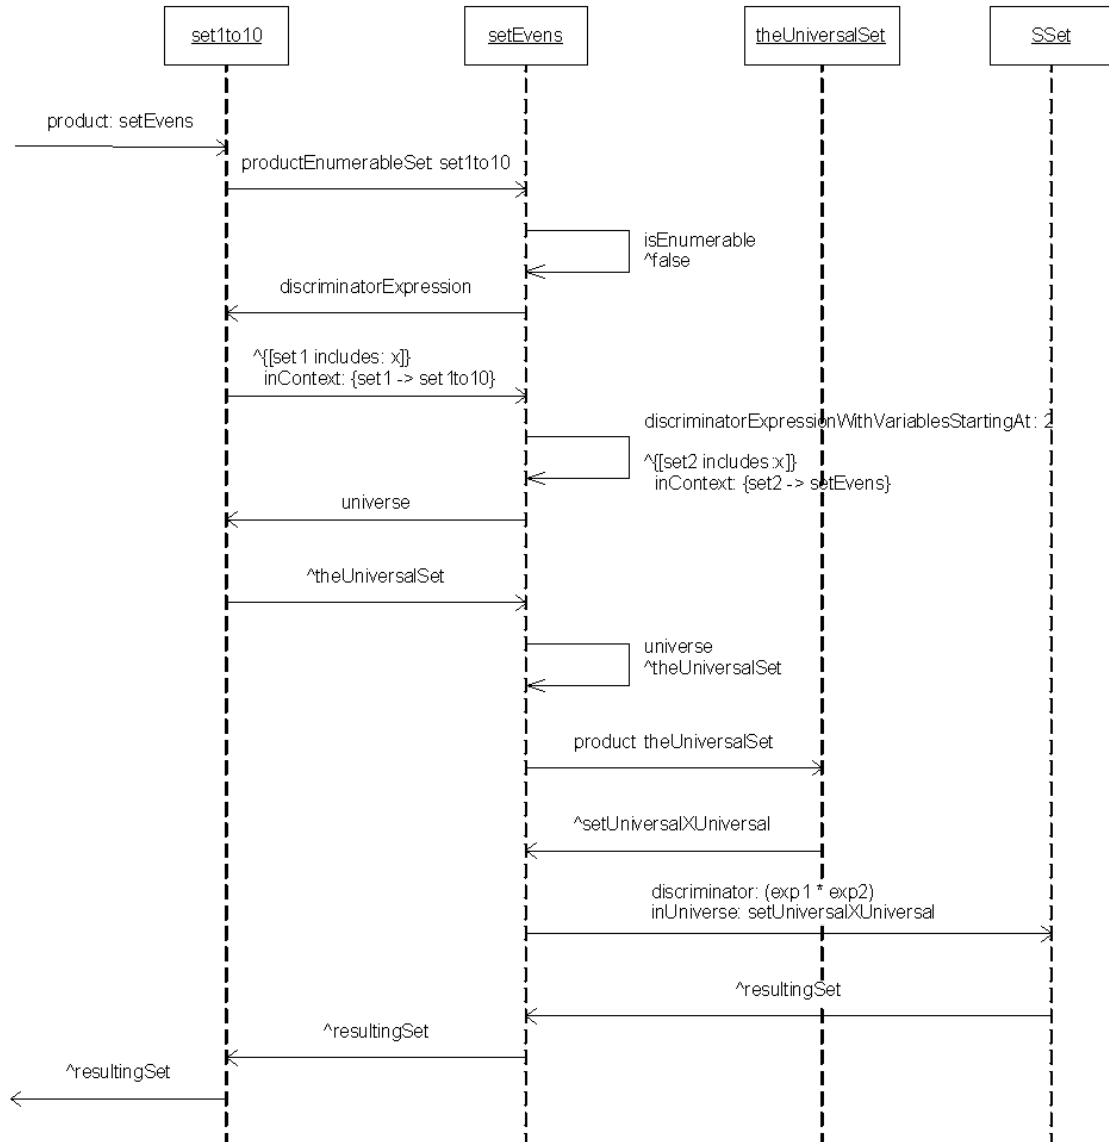 set1to10
setEvens
theUniversalSet
SSet
product: setEvens
productEnumerableSet: set1to10
isEnumerable
^false
discriminatorExpression
^{[set1 includes: x]}
inContext: {set1 -> set1to10}
discriminatorExpressionWithVariablesStartingAt: 2
^{[set2 includes:x]}
inContext: {set2 -> setEvens}
universe
^theUniversalSet
universe
^theUniversalSet
product: theUniversalSet
^setUniversalXUniversal
discriminator: (exp1 * exp2)
inUniverse: setUniversalXUniversal
^resultingSet
^resultingSet
^resultingSet